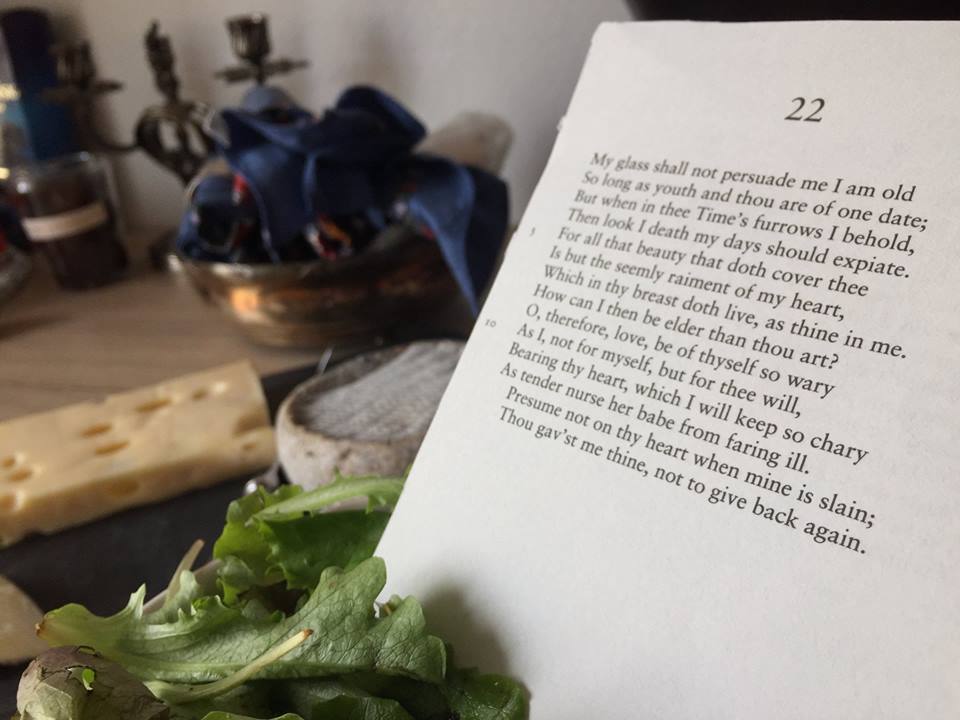 22
My glass shall not persuade me I am old
So long as youth and thou are of one date;
But when in thee Time's furrows I behold,
Then look I death my days should expiate.
5 For all that beauty that doth cover thee
Is but the seemly raiment of my heart,
Which in thy breast doth live, as thine in me.
How can I then be elder than thou art?
O, therefore, love, be of thyself so wary
10 As I, not for myself, but for thee will,
Bearing thy heart, which I will keep so chary
As tender nurse her babe from faring ill.
Presume not on thy heart when mine is slain;
Thou gav'st me thine, not to give back again.